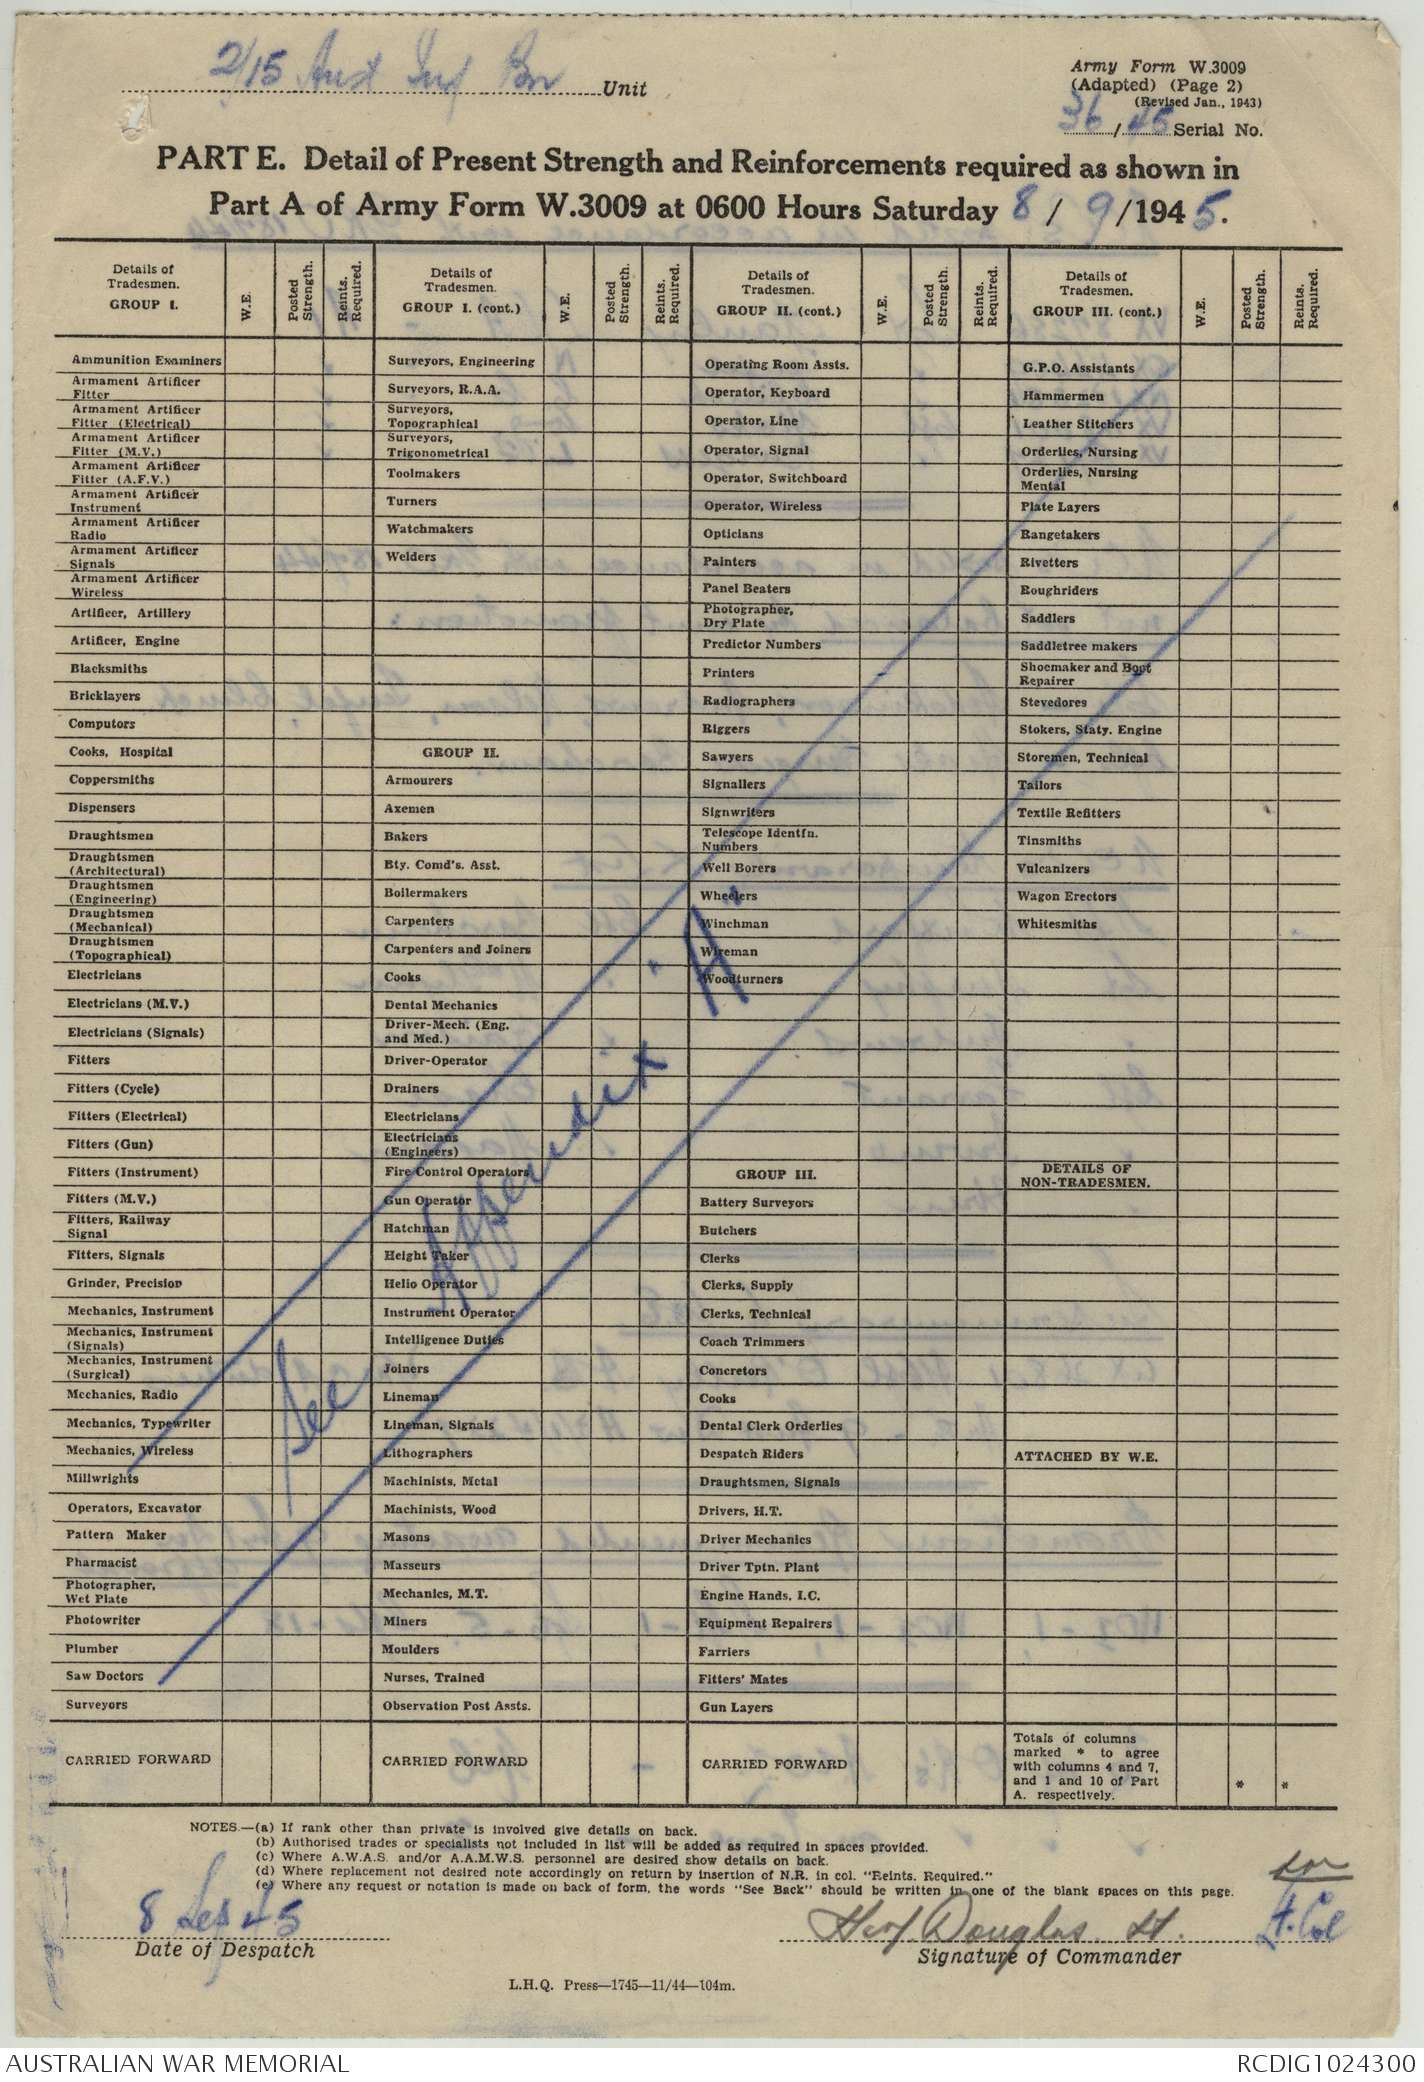 2/15 Aust Inf Bn Unit
Army Form W.3009
(Adapted) (Page 2)
(Revised Jan., 1943)
36/45 Serial No.
PART E. Detail of Present Strength and Reinforcements required as shown in
Part A of Army Form W.3009 at 0600 Hours Saturday 8 / 9 /1945.
Details of Tradesmen. GROUP I.
W.E.
Posted Strength.
Reints. Required.
Ammunition Examiners
Armament Artificer
Fitter
Armament Artificer
Fitter (Electrical)
Armament Artificer
Fitter (M.V.)
Armament Artificer
Fitter (A.F.V.)
Armament Artificer
Instrument
Armament Artificer
Radio
Armament Artificer
Signals
Armament Artificer
Wireless
Artificer, Artillery
Artificer, Engine
Blacksmiths
Bricklayers
Computors
Cooks, Hospital
Coppersmiths
Dispensers
Draughtsmen
Draughtsmen
(Architectural)
Draughtsmen
(Engineering)
Draughtsmen
(Mechanical)
Draughtsmen
(Topographical)
Electricians
Electricians (M.V.)
Electricians (Signals)
Fitters
Fitters (Cycle)
Fitters (Electrical)
Fitters (Gun)
Fitters (Instrument)
Fitters (M.V.)
Fitters, Railway
Signal
Fitters, Signals
Grinder, Precision
Mechanics, Instrument
Mechanics, Instrument
(Signals)
Mechanics, Instrument
(Surgical)
Mechanics, Radio
Mechanics, Typewriter
Mechanics, Wireless
Millwrights
Operators, Excavator
Pattern Maker
Pharmacist
Photographer,
Wet Plate
Photowriter
Plumber
Saw Doctors
Surveyors
CARRIED FORWARD
Details of Tradesmen. GROUP I. (cont.)
W.E.
Posted Strength.
Reints. Required.
Surveyors, Engineering
Surveyors, R.A.A.
Surveyors,
Topographical
Surveyors,
Trigonometrical
Toolmakers
Turners
Watchmakers
Welders
GROUP II.
Armourers
Axemen
Bakers
Bty. Comd's. Asst.
Boilermakers
Carpenters
Carpenters and Joiners
Cooks
Dental Mechanics
Driver-Mech. (Eng.
and Med.)
Driver-Operator
Drainers
Electricians
Electricians
(Engineers)
Fire Control Operators
Gun Operator
Hatchman
Height Taker
Helio Operator
Instrument Operator
Intelligence Duties
Joiners
Lineman
Lineman, Signals
Lithographers
Machinists, Metal
Machinists, Wood
Masons
Masseurs
Mechanics, M.T.
Miners
Moulders
Nurses, Trained
Observation Post Assts.
CARRIED FORWARD
Details of Tradesmen. GROUP II. (cont.)
W.E.
Posted Strength.
Reints. Required.
Operating Room Assts.
Operator, Keyboard
Operator, Line
Operator, Signal
Operator, Switchboard
Operator, Wireless
Opticians
Painters
Panel Beaters
Photographer,
Dry Plate
Predictor Numbers
Printers
Radiographers
Riggers
Sawyers
Signallers
Signwriters
Telescope Identfn.
Numbers
Well Borers
Wheelers
Winchman
Wireman
Woodturners
GROUP III.
Battery Surveyors
Butchers
Clerks
Clerks, Supply
Clerks, Technical
Coach Trimmers
Concretors
Cooks
Dental Clerk Orderlies
Despatch Riders
Draughtsmen, Signals
Drivers, H.T.
Driver Mechanics
Driver Tptn. Plant
Engine Hands, I.C.
Equipment Repairers
Farriers
Fitters' Mates
Gun Layers
CARRIED FORWARD
Details of Tradesmen. GROUP III. (cont.)
W.E.
Posted Strength.
Reints. Required.
G.P.O. Assistants
Hammermen
Leather Stitchers
Orderlies, Nursing
Orderlies, Nursing
Mental
Plate Layers
Rangetakers
Rivetters
Roughriders
Saddlers
Saddletree makers
Shoemaker and Boot
Repairer
Stevedores
Stokers, Staty. Engine
Storemen, Technical
Tailors
Textile Refitters
Tinsmiths
Vulcanizers
Wagon Erectors
Whitesmiths
DETAILS OF
NON-TRADESMEN.
ATTACHED BY W.E.
Totals of columns
marked * to agree
with columns 4 and 7,
and 1 and 10 of Part
A. respectively.
* *
See Appendix "A"
NOTES.—(a) If rank other than private is involved give details on back.
(b) Authorised trades or specialists not included in list will be added as required in spaces provided.
(c) Where A.W.A.S. and/or A.A.M.W.S. personnel are desired show details on back.
(d) Where replacement not desired note accordingly on return by insertion of N.R. in col. "Reints. Required."
(e) Where any request or notation is made on back of form, the words "See Back" should be written in one of the blank spaces on this page.
8 Sep 45
Date of Despatch
for
Douglas Lt. Lt. Col
Signature of Commander
L.H.Q. Press—1745—11/44—104m.
AUSTRALIAN WAR MEMORIAL
RCDIG1024300